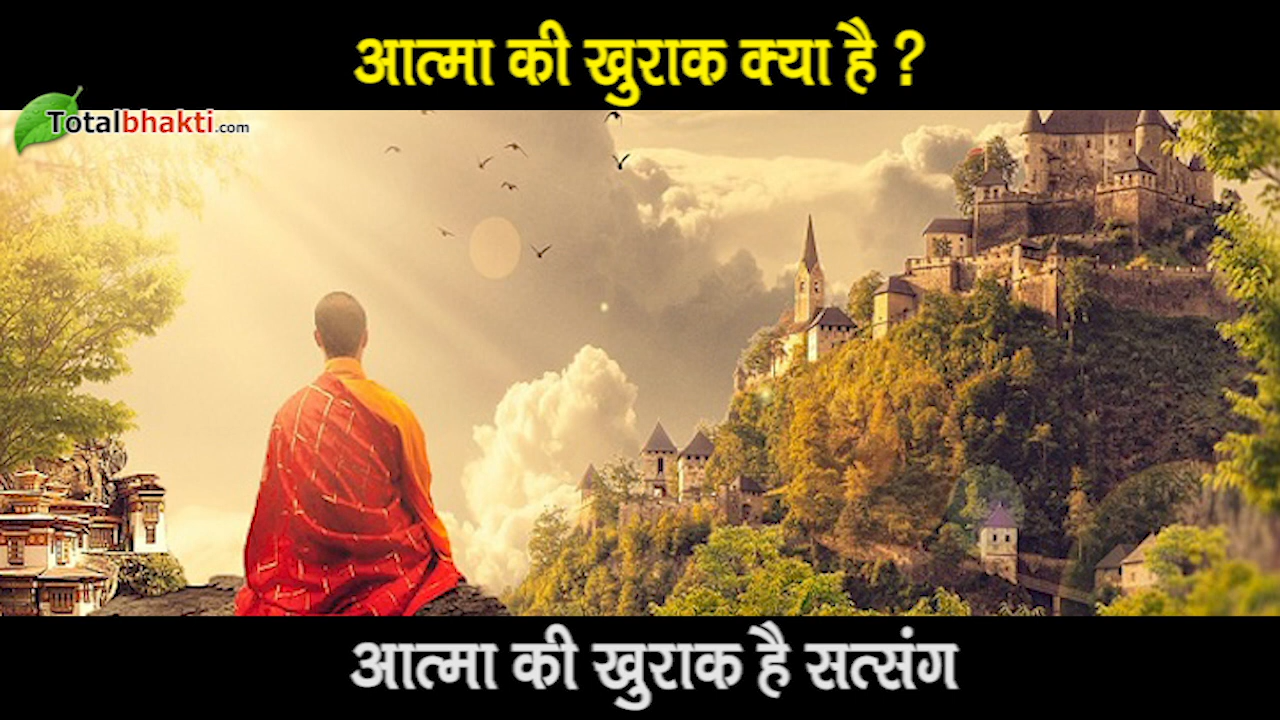 आत्मा की खुराक क्या है ?
Totalbhakti.com
आत्मा की खुराक है सत्संग